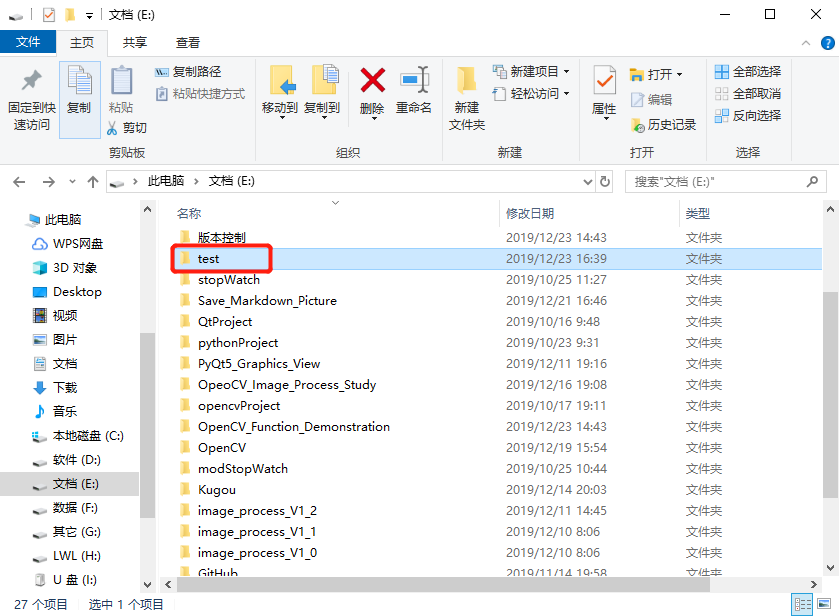 文档 (E:)
文件 主页 共享 查看
固定到快速访问
复制
粘贴
复制路径
粘贴快捷方式
剪切
剪贴板
移动到
复制到
删除
重命名
组织
新建文件夹
新建项目
轻松访问
新建
属性
打开
编辑
历史记录
打开
全部选择
全部取消
反向选择
选择
此电脑 文档 (E:)
搜索"文档 (E:)"
此电脑
WPS网盘
3D 对象
Desktop
视频
图片
文档
下载
音乐
本地磁盘 (C:)
软件 (D:)
文档 (E:)
数据 (F:)
其它 (G:)
LWL (H:)
U 盘 (I:)
名称 修改日期 类型
版本控制 2019/12/23 14:43 文件夹
test 2019/12/23 16:39 文件夹
stopWatch 2019/10/25 11:27 文件夹
Save_Markdown_Picture 2019/12/21 16:46 文件夹
QtProject 2019/10/16 9:48 文件夹
pythonProject 2019/10/23 9:31 文件夹
PyQt5_Graphics_View 2019/12/11 19:16 文件夹
OpeoCV_Image_Process_Study 2019/12/16 19:08 文件夹
opencvProject 2019/10/17 19:11 文件夹
OpenCV_Function_Demonstration 2019/12/23 14:43 文件夹
OpenCV 2019/12/19 15:54 文件夹
modStopWatch 2019/10/25 10:44 文件夹
Kugou 2019/12/14 20:03 文件夹
image_process_V1_2 2019/12/11 14:45 文件夹
image_process_V1_1 2019/12/10 8:06 文件夹
image_process_V1_0 2019/12/10 8:06 文件夹
GitHub 2019/11/14 19:58 文件夹
27 个项目 选中 1 个项目